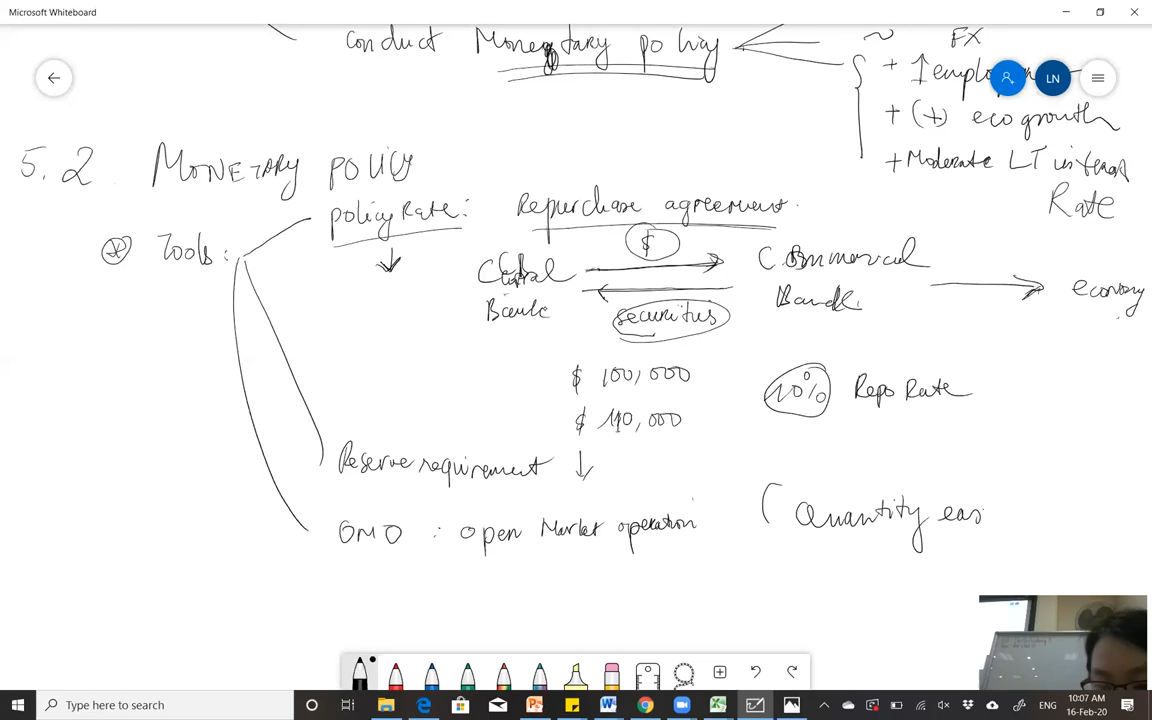 Microsoft Whiteboard
Conduct Monetary policy
FX
LN
+ ↑ employ
+ (+) eco growth
+ Moderate LT interest
Rate
5.2 MONETARY POLICY
Tools:
policy Rate: Repurchase agreement.
$
Central
Bank
Commercial
Bank
economy
securities
$ 100,000
$ 110,000
10% Repo Rate
Reserve requirement ↓
OMO : open Market operation
( Quantity eas
Type here to search
ENG
10:07 AM
16-Feb-20